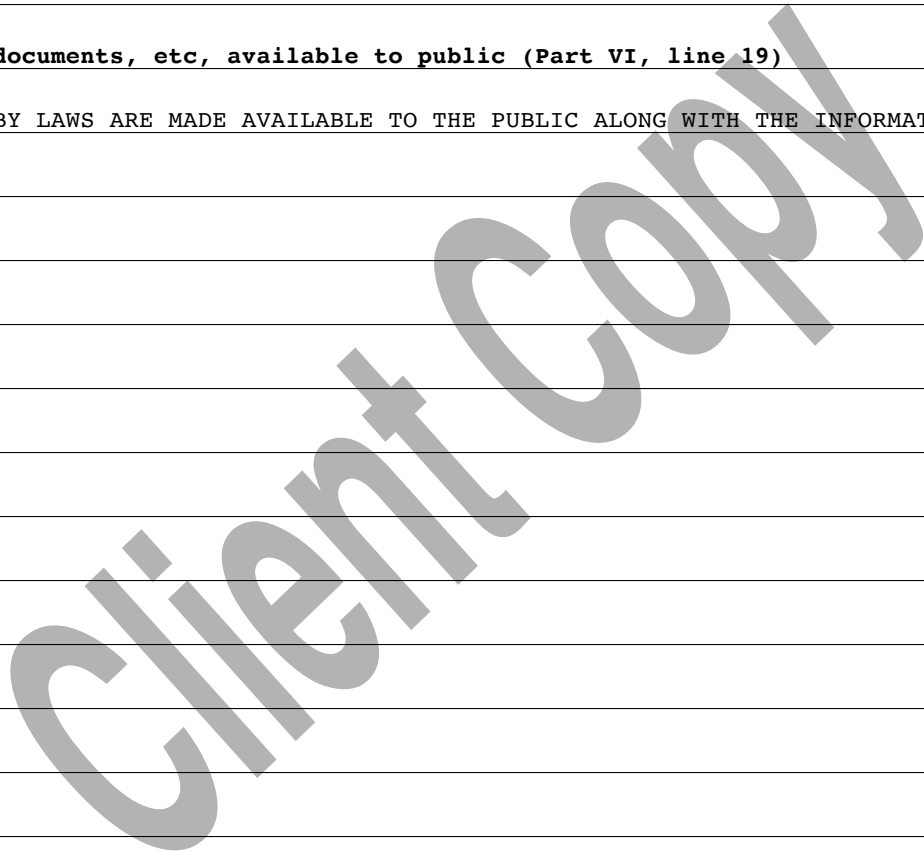 documents, etc, available to public (Part VI, line 19)
BY LAWS ARE MADE AVAILABLE TO THE PUBLIC ALONG WITH THE INFORMAT
Client Copy